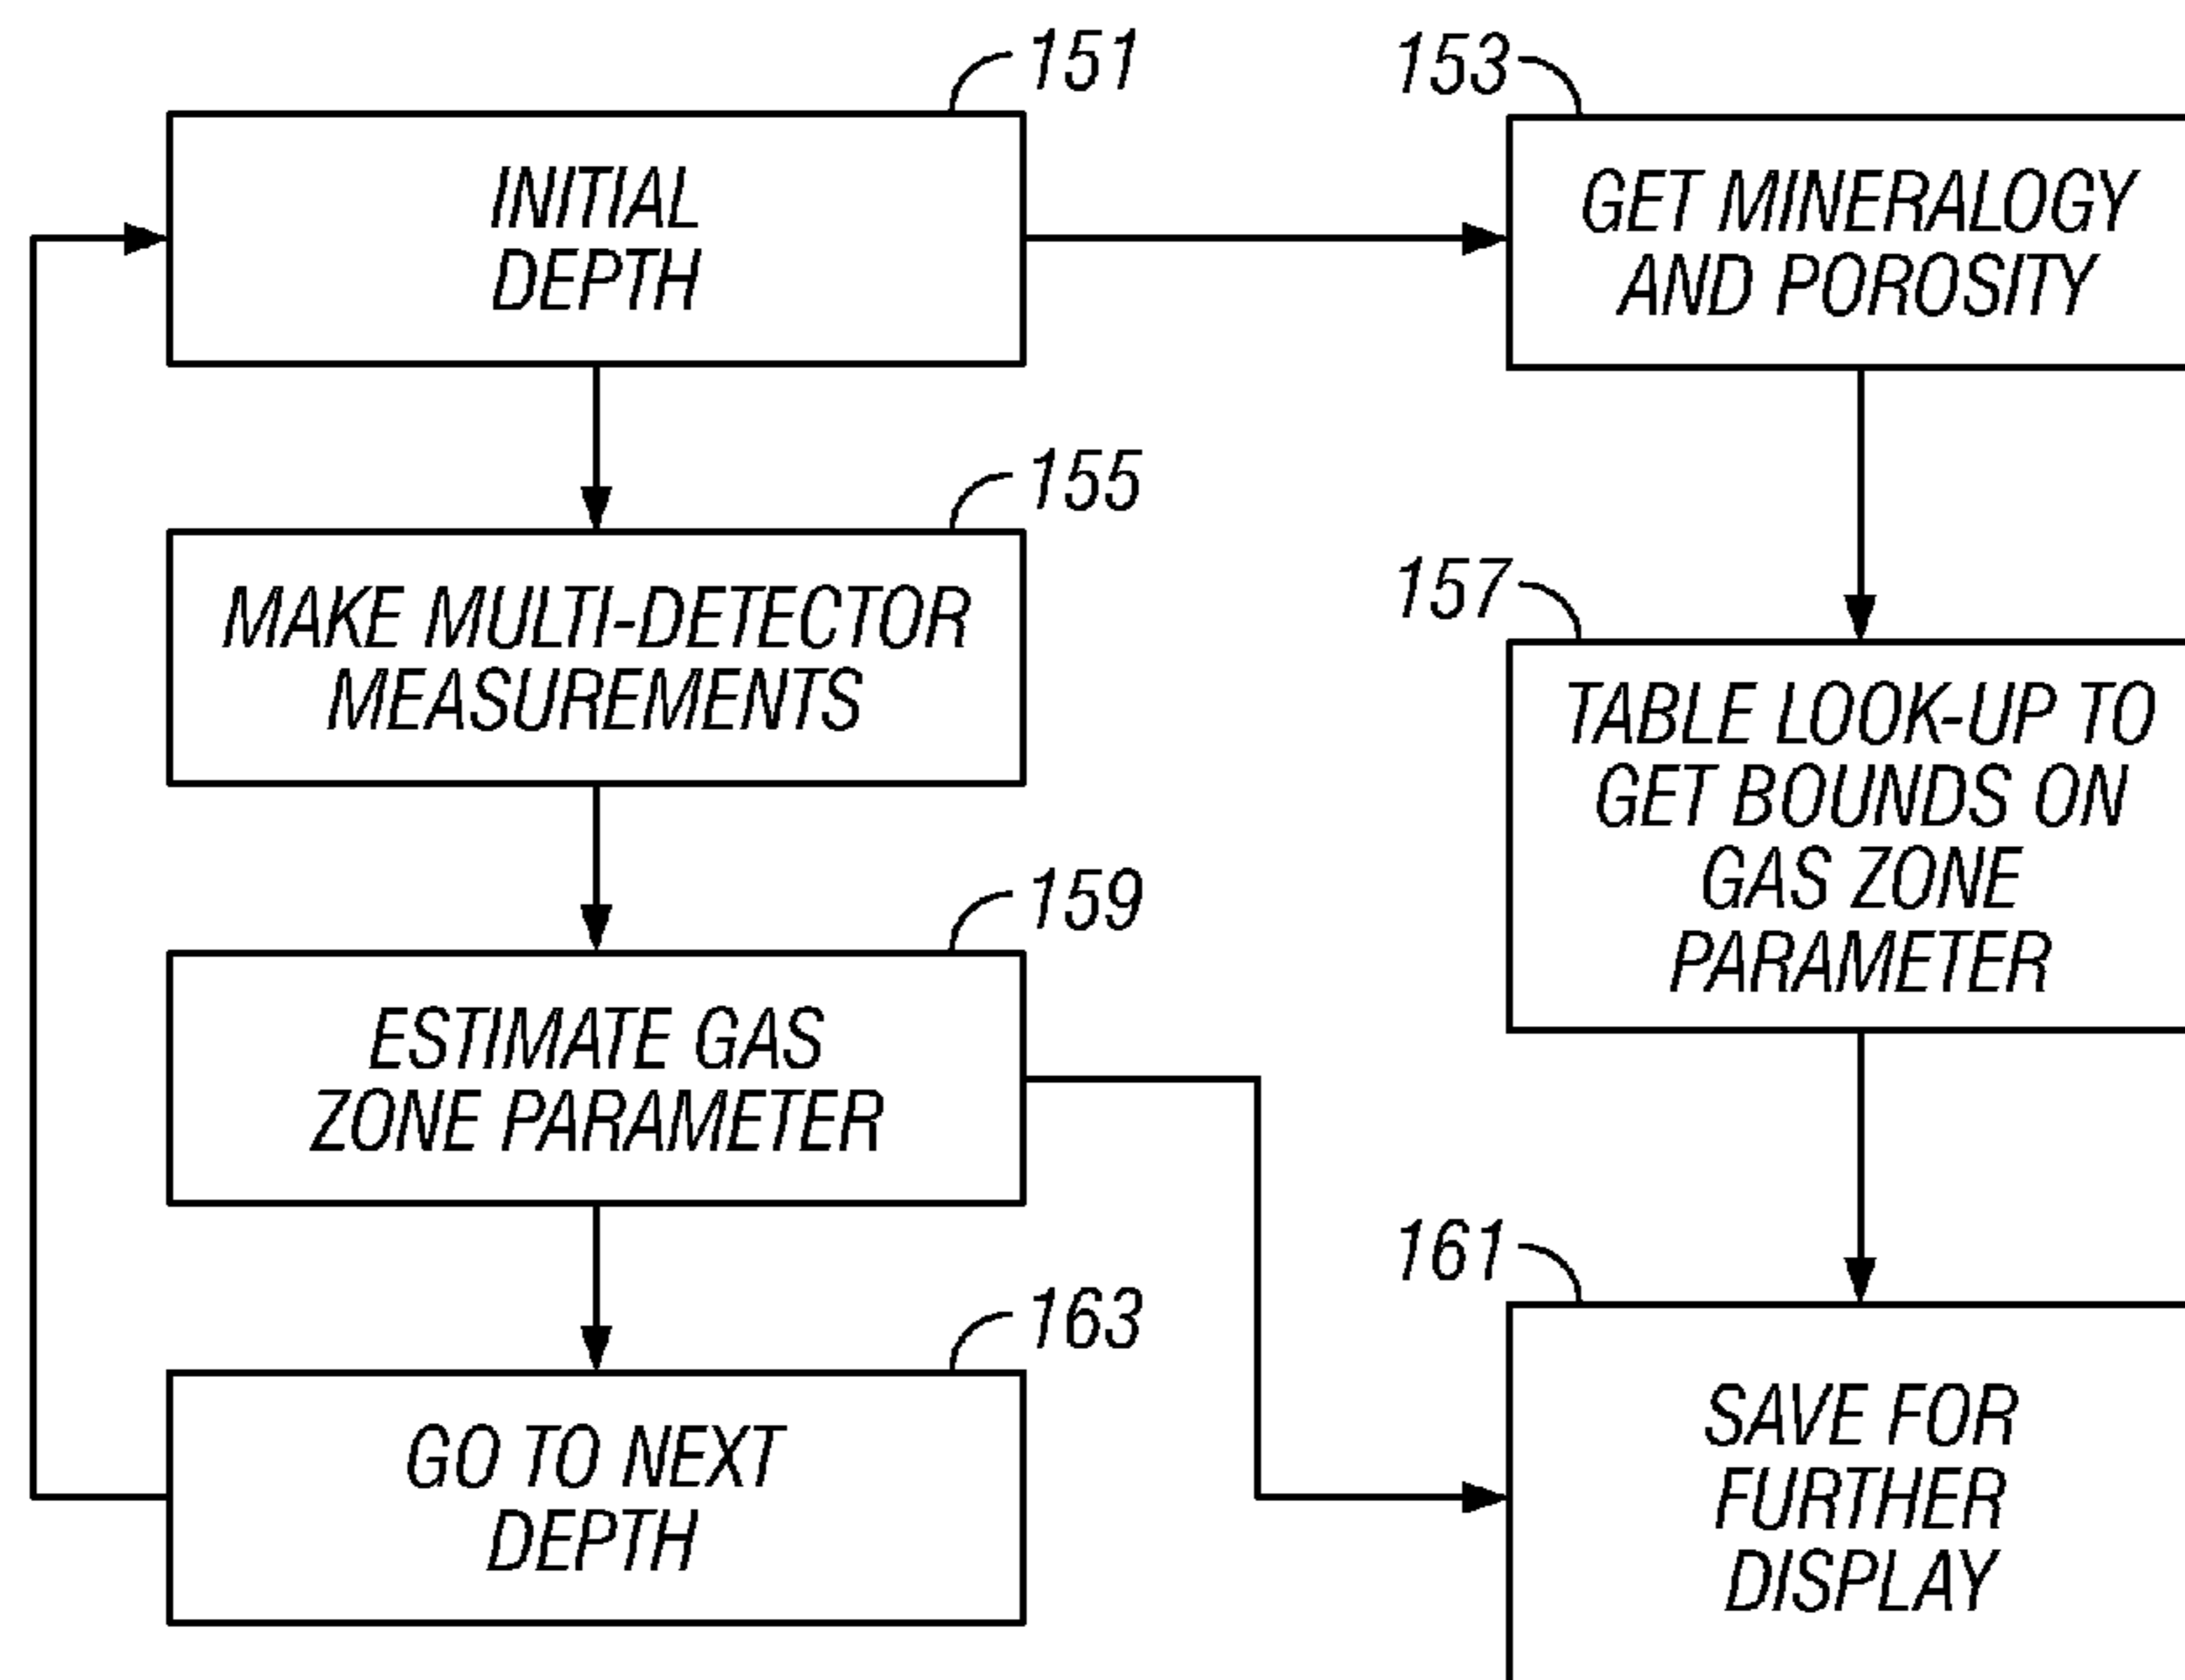 151
INITIAL
DEPTH
153
GET MINERALOGY
AND POROSITY
155
MAKE MULTI-DETECTOR
MEASUREMENTS
157
TABLE LOOK-UP TO
GET BOUNDS ON
GAS ZONE
PARAMETER
159
ESTIMATE GAS
ZONE PARAMETER
161
SAVE FOR
FURTHER
DISPLAY
163
GO TO NEXT
DEPTH